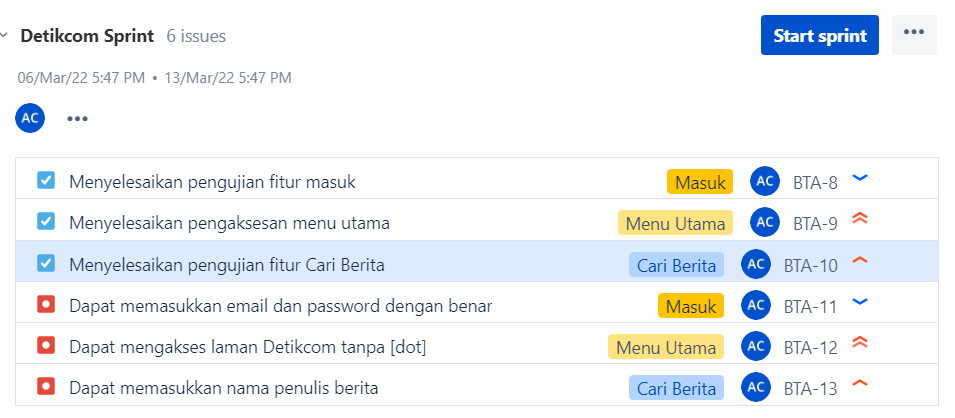 Detikcom Sprint 6 issues Start sprint
06/Mar/22 5:47 PM • 13/Mar/22 5:47 PM
AC
Menyelesaikan pengujian fitur masuk Masuk AC BTA-8
Menyelesaikan pengaksesan menu utama Menu Utama AC BTA-9
Menyelesaikan pengujian fitur Cari Berita Cari Berita AC BTA-10
Dapat memasukkan email dan password dengan benar Masuk AC BTA-11
Dapat mengakses laman Detikcom tanpa [dot] Menu Utama AC BTA-12
Dapat memasukkan nama penulis berita Cari Berita AC BTA-13